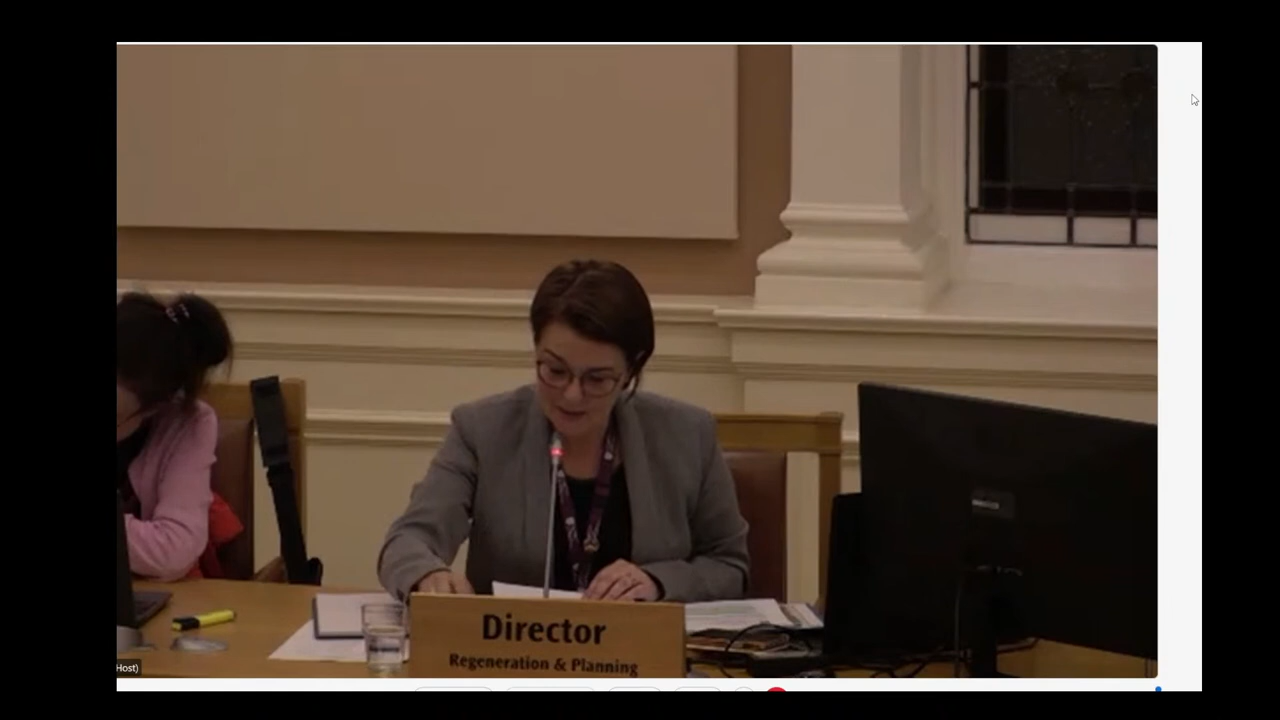 Director
Regeneration & Planning
Host)